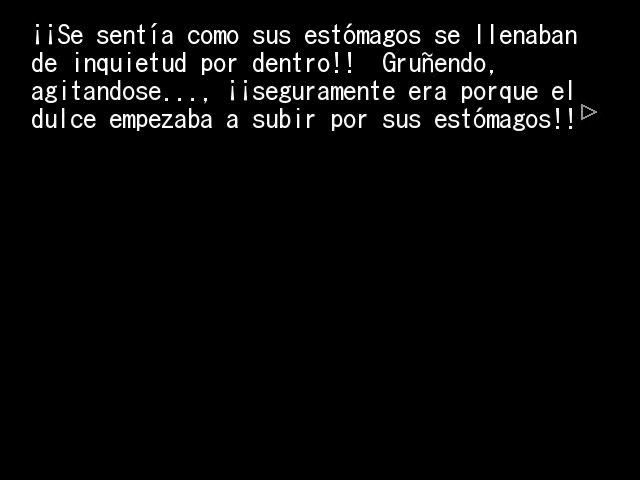 ¡¡Se sentía como sus estómagos se llenaban
de inquietud por dentro!!  Gruñendo,
agitandose..., ¡¡seguramente era porque el
dulce empezaba a subir por sus estómagos!!